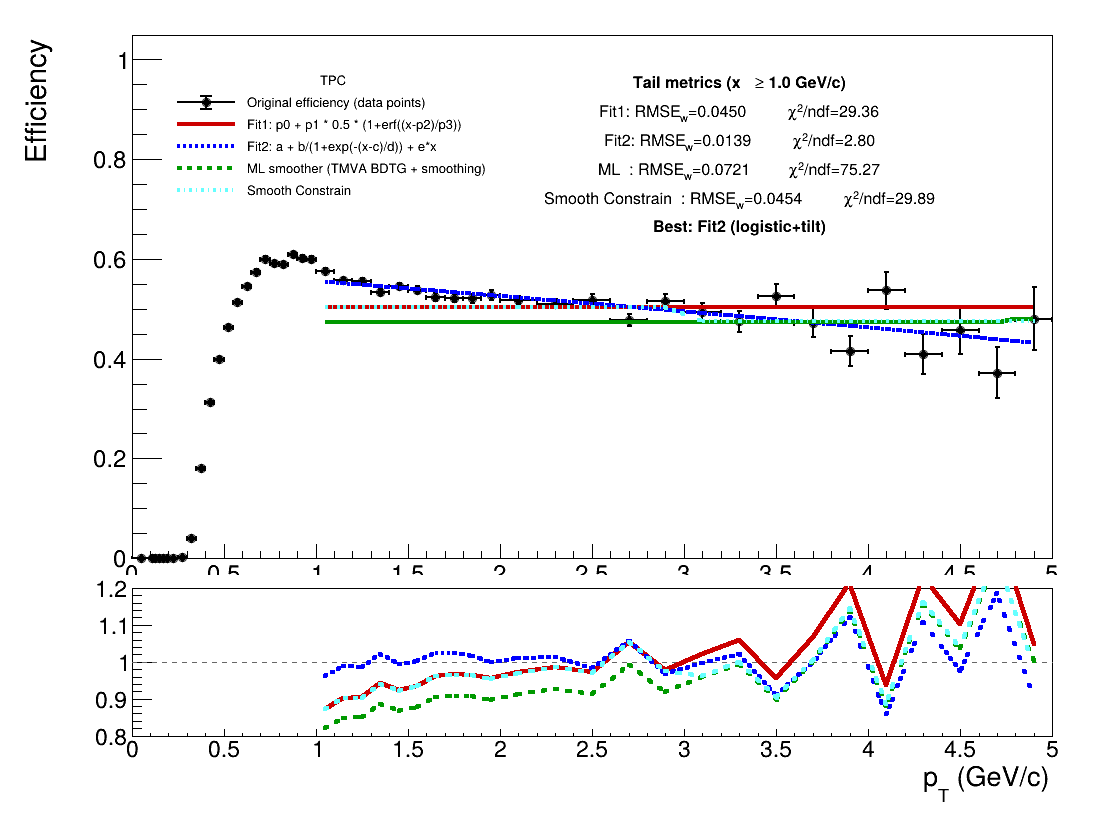 Efficiency
1
0.8
0.6
0.4
0.2
0
TPC
Original efficiency (data points)
Fit1: p0 + p1 * 0.5 * (1+erf((x-p2)/p3))
Fit2: a + b/(1+exp(-(x-c)/d)) + e*x
ML smoother (TMVA BDTG + smoothing)
Smooth Constrain
Tail metrics (x ≥ 1.0 GeV/c)
Fit1: RMSE_w=0.0450 χ²/ndf=29.36
Fit2: RMSE_w=0.0139 χ²/ndf=2.80
ML : RMSE_w=0.0721 χ²/ndf=75.27
Smooth Constrain : RMSE_w=0.0454 χ²/ndf=29.89
Best: Fit2 (logistic+tilt)
0 0.5 1 1.5 2 2.5 3 3.5 4 4.5 5
1.2
1.1
1
0.9
0.8
0 0.5 1 1.5 2 2.5 3 3.5 4 4.5 5
p_T (GeV/c)